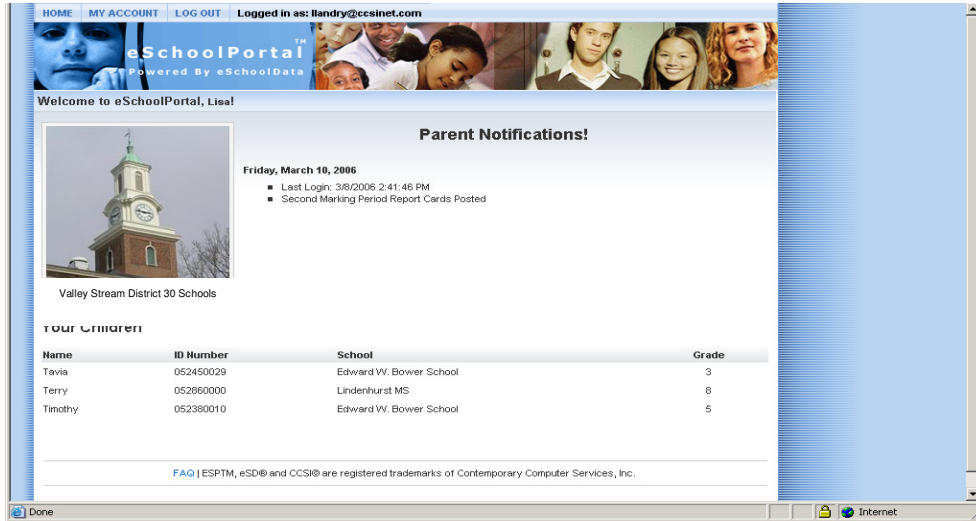 HOME MY ACCOUNT LOG OUT Logged in as: llandry@ccsinet.com
eSchoolPortal™
Powered By eSchoolData
Welcome to eSchoolPortal, Lisa!
Parent Notifications!
Friday, March 10, 2006
Last Login: 3/8/2006 2:41:46 PM
Second Marking Period Report Cards Posted
Valley Stream District 30 Schools
Your Children
Name ID Number School Grade
Tavia 052450029 Edward W. Bower School 3
Terry 052860000 Lindenhurst MS 8
Timothy 052380010 Edward W. Bower School 5
FAQ | ESPTM, eSD® and CCSI® are registered trademarks of Contemporary Computer Services, Inc.
Done Internet